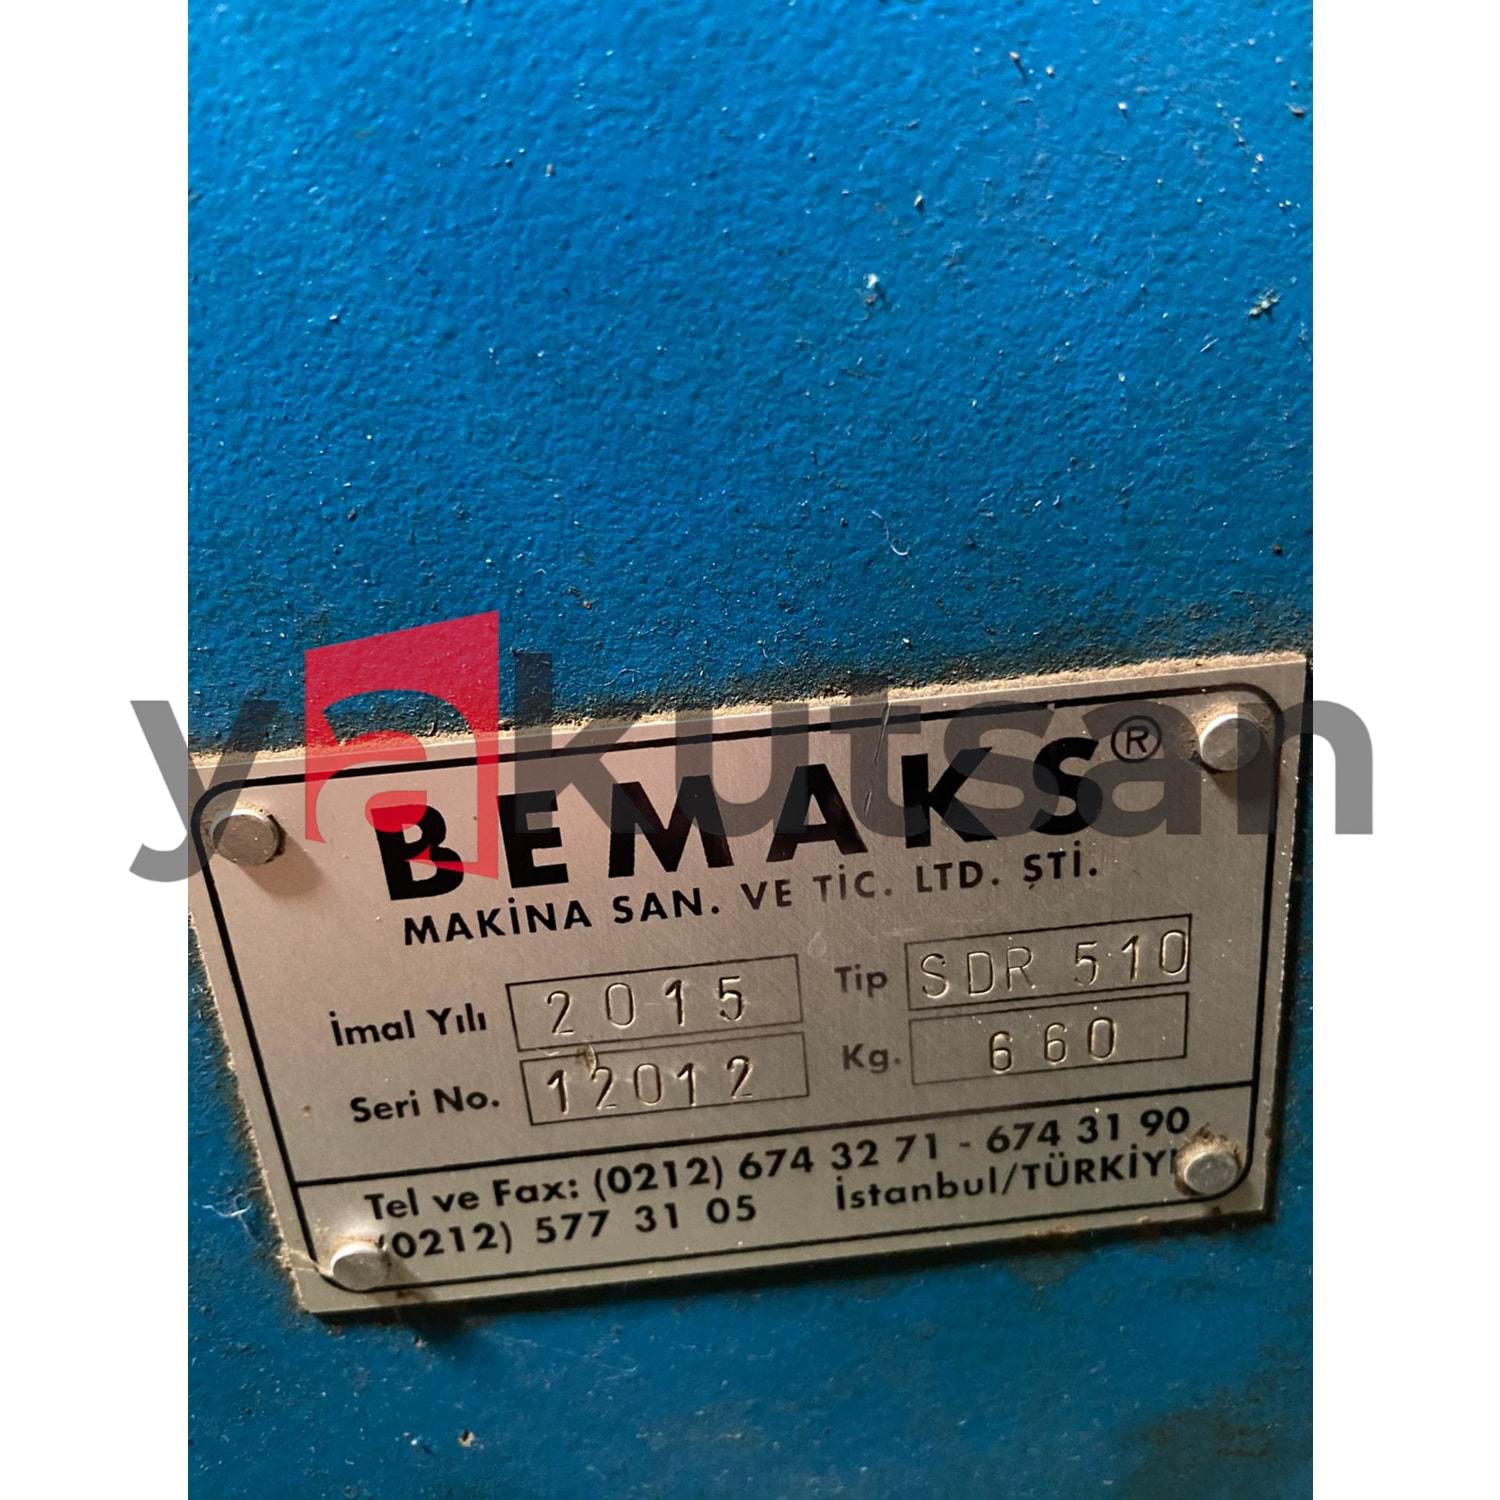 yakutsan
BEMAKS®
MAKİNA SAN. VE TİC. LTD. ŞTİ.
İmal Yılı 2015 Tip SDR 510
Seri No. 12012 Kg. 660
Tel ve Fax: (0212) 674 32 71 - 674 31 90
(0212) 577 31 05 İstanbul/TÜRKİY